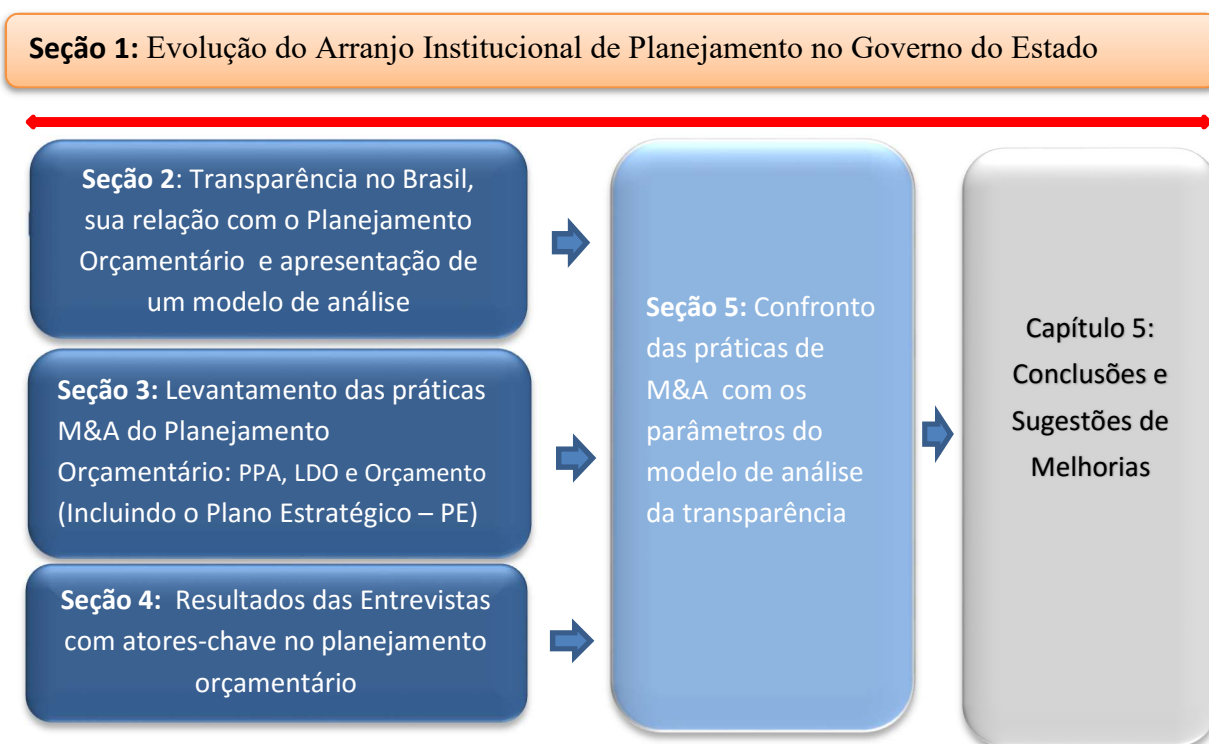 Seção 1: Evolução do Arranjo Institucional de Planejamento no Governo do Estado
Seção 2: Transparência no Brasil,
sua relação com o Planejamento
Orçamentário e apresentação de
um modelo de análise
Seção 3: Levantamento das práticas
M&A do Planejamento
Orçamentário: PPA, LDO e Orçamento
(Incluindo o Plano Estratégico – PE)
Seção 4: Resultados das Entrevistas
com atores-chave no planejamento
orçamentário
Seção 5: Confronto
das práticas de
M&A com os
parâmetros do
modelo de análise
da transparência
Capítulo 5:
Conclusões e
Sugestões de
Melhorias